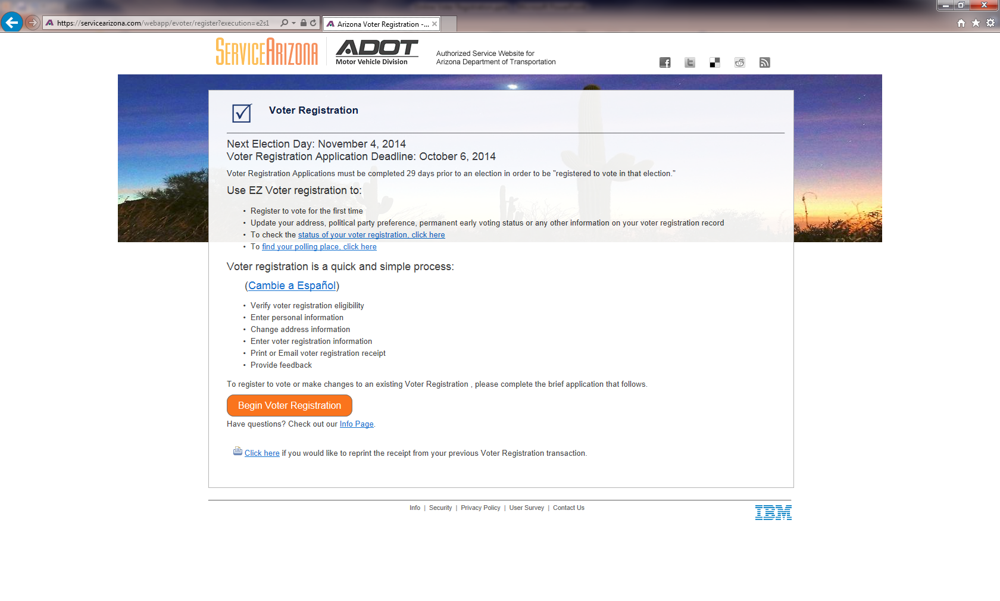 https://servicearizona.com/webapp/evoter/register?execution=e2s1
Arizona Voter Registration -...
SERVICEARIZONA
ADOT
Motor Vehicle Division
Authorized Service Website for
Arizona Department of Transportation
Voter Registration
Next Election Day: November 4, 2014
Voter Registration Application Deadline: October 6, 2014
Voter Registration Applications must be completed 29 days prior to an election in order to be "registered to vote in that election."
Use EZ Voter registration to:
• Register to vote for the first time
• Update your address, political party preference, permanent early voting status or any other information on your voter registration record
• To check the status of your voter registration, click here
• To find your polling place, click here
Voter registration is a quick and simple process:
(Cambie a Español)
• Verify voter registration eligibility
• Enter personal information
• Change address information
• Enter voter registration information
• Print or Email voter registration receipt
• Provide feedback
To register to vote or make changes to an existing Voter Registration , please complete the brief application that follows.
Begin Voter Registration
Have questions? Check out our Info Page.
Click here if you would like to reprint the receipt from your previous Voter Registration transaction.
Info | Security | Privacy Policy | User Survey | Contact Us
IBM